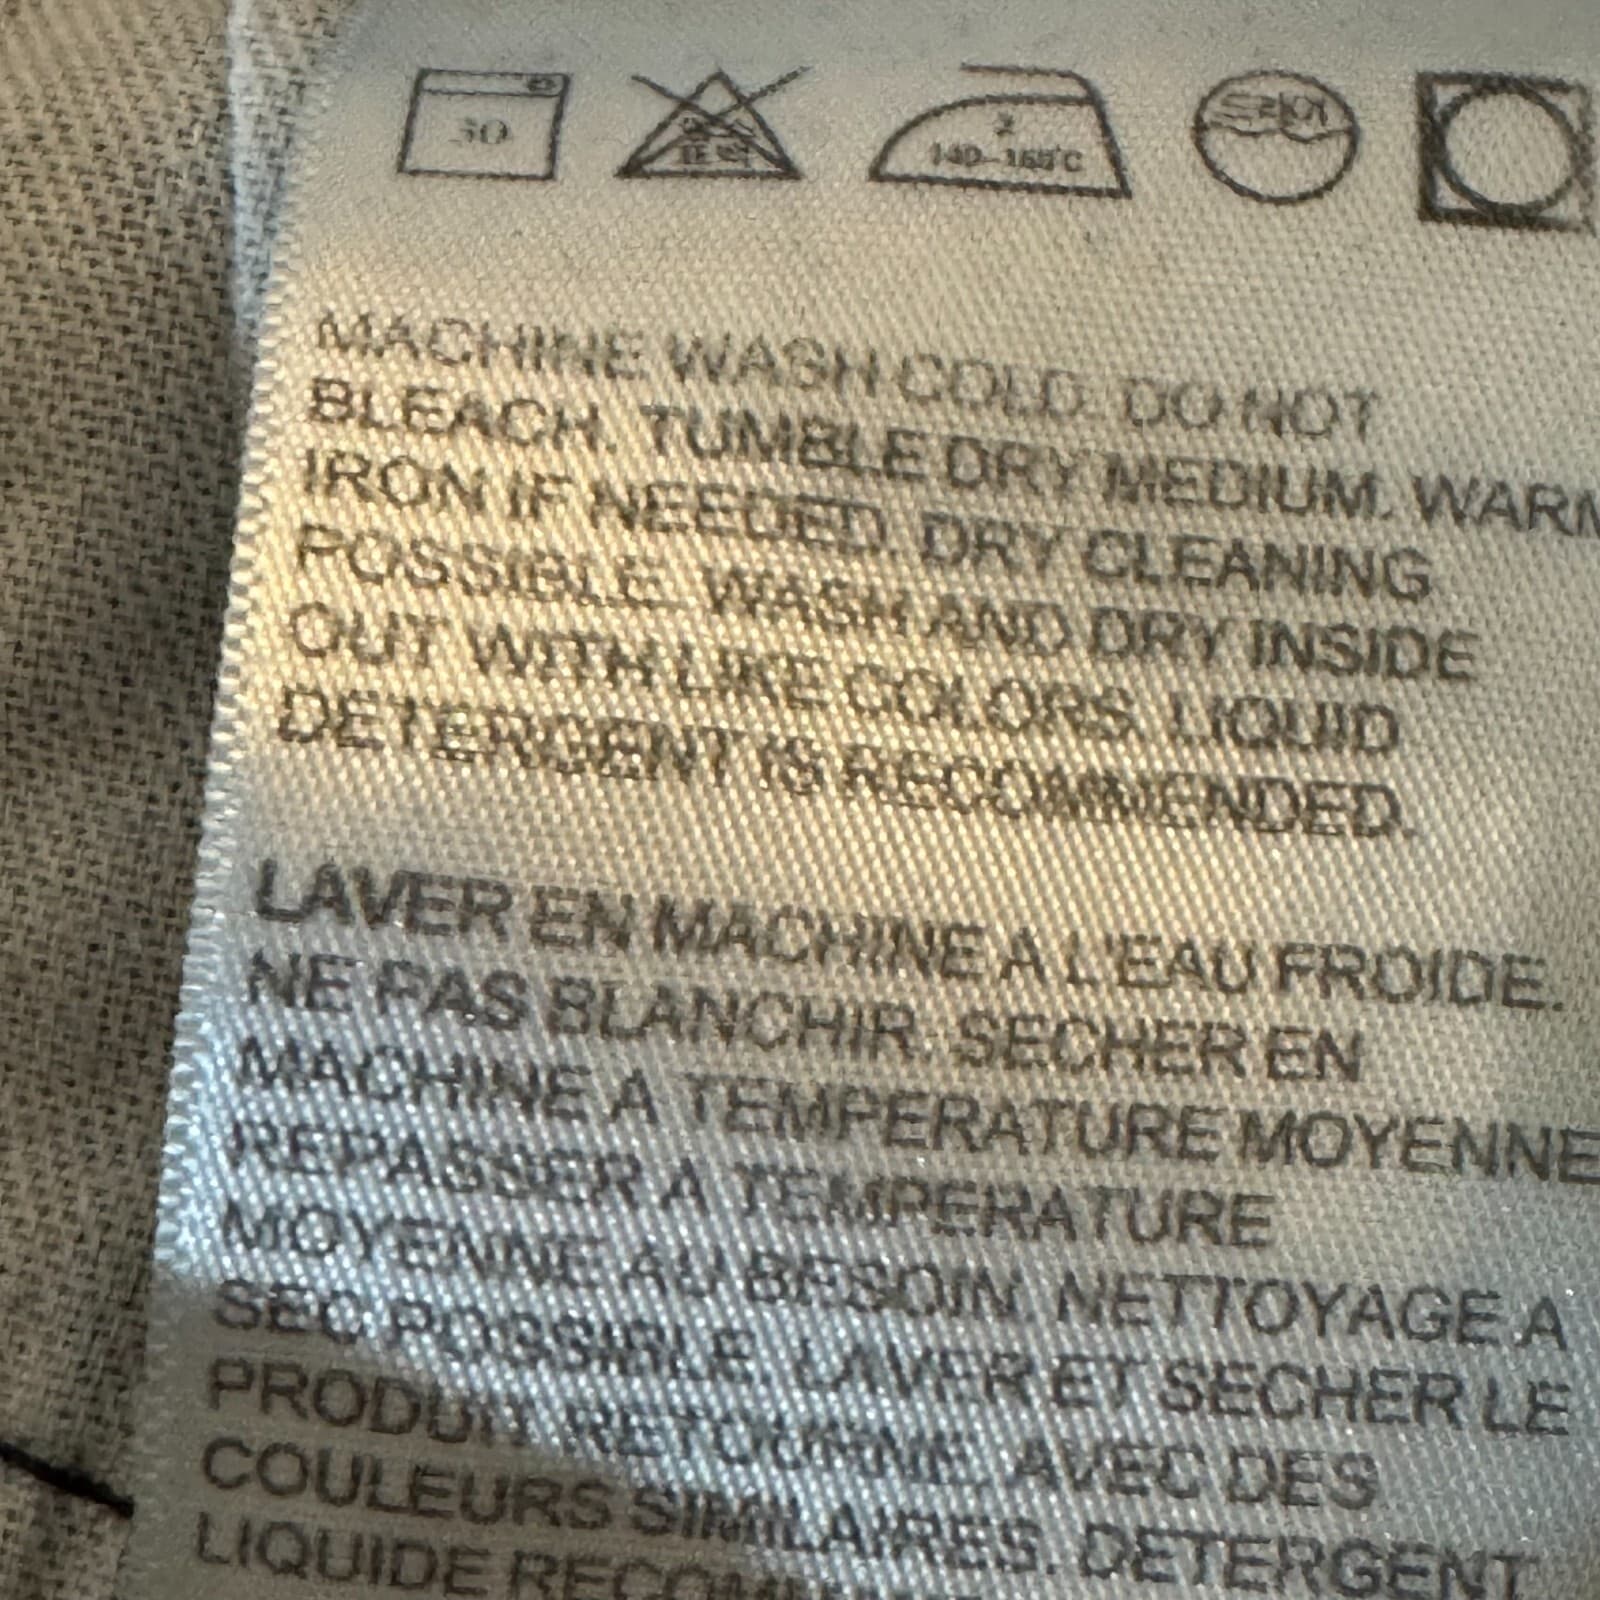 30
2
140-160°C
MACHINE WASH COLD. DO NOT
BLEACH. TUMBLE DRY MEDIUM. WARM
IRON IF NEEDED. DRY CLEANING
POSSIBLE. WASH AND DRY INSIDE
OUT WITH LIKE COLORS. LIQUID
DETERGENT IS RECOMMENDED.
LAVER EN MACHINE A L'EAU FROIDE.
NE PAS BLANCHIR. SECHER EN
MACHINE A TEMPERATURE MOYENNE
REPASSER A TEMPERATURE
MOYENNE AU BESOIN. NETTOYAGE A
SEC POSSIBLE. LAVER ET SECHER LE
PRODUIT RETOURNE, AVEC DES
COULEURS SIMILAIRES. DETERGENT
LIQUIDE